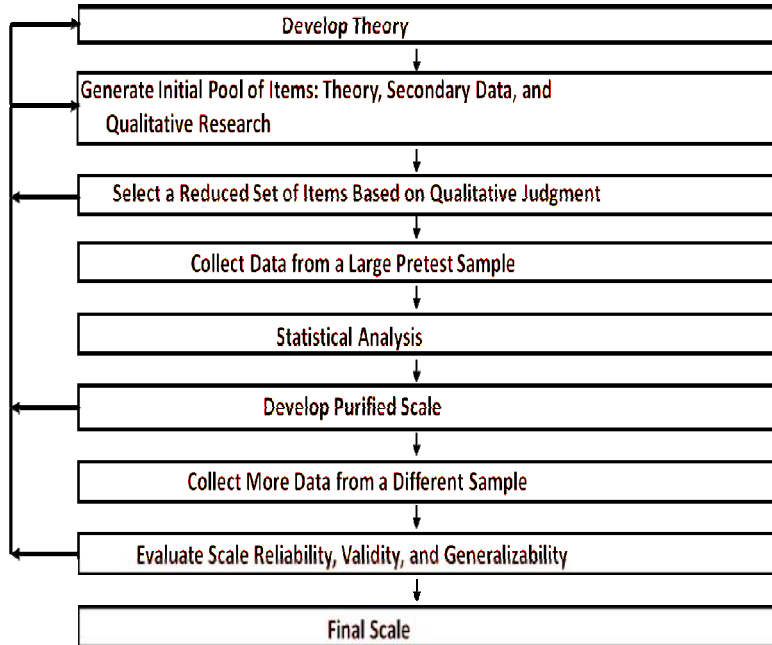 Develop Theory
Generate Initial Pool of Items: Theory, Secondary Data, and
Qualitative Research
Select a Reduced Set of Items Based on Qualitative Judgment
Collect Data from a Large Pretest Sample
Statistical Analysis
Develop Purified Scale
Collect More Data from a Different Sample
Evaluate Scale Reliability, Validity, and Generalizability
Final Scale